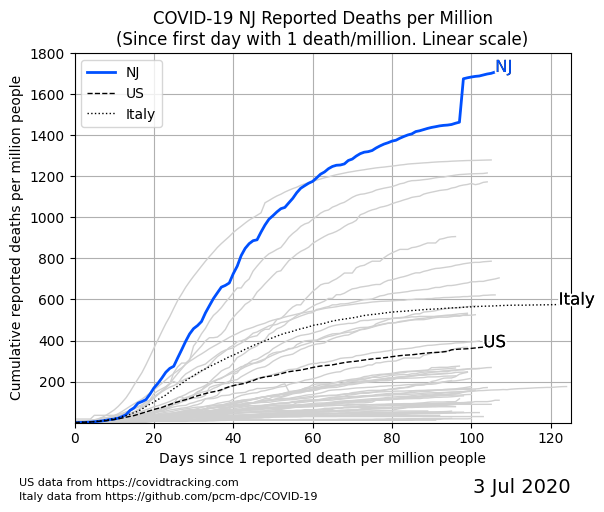 COVID-19 NJ Reported Deaths per Million
(Since first day with 1 death/million. Linear scale)
Cumulative reported deaths per million people
1800
1600
1400
1200
1000
800
600
400
200
NJ
US
Italy
NJ
Italy
US
0 20 40 60 80 100 120
Days since 1 reported death per million people
US data from https://covidtracking.com
Italy data from https://github.com/pcm-dpc/COVID-19
3 Jul 2020